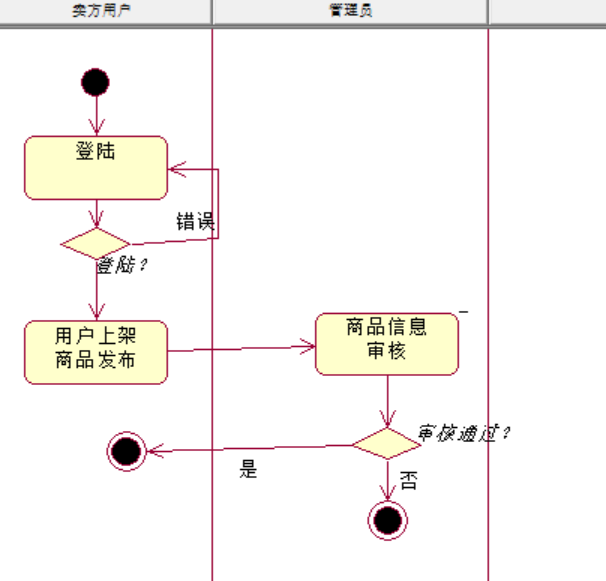 卖方用户
管理员
登陆
错误
登陆？
用户上架
商品发布
商品信息
审核
审核通过？
是
否